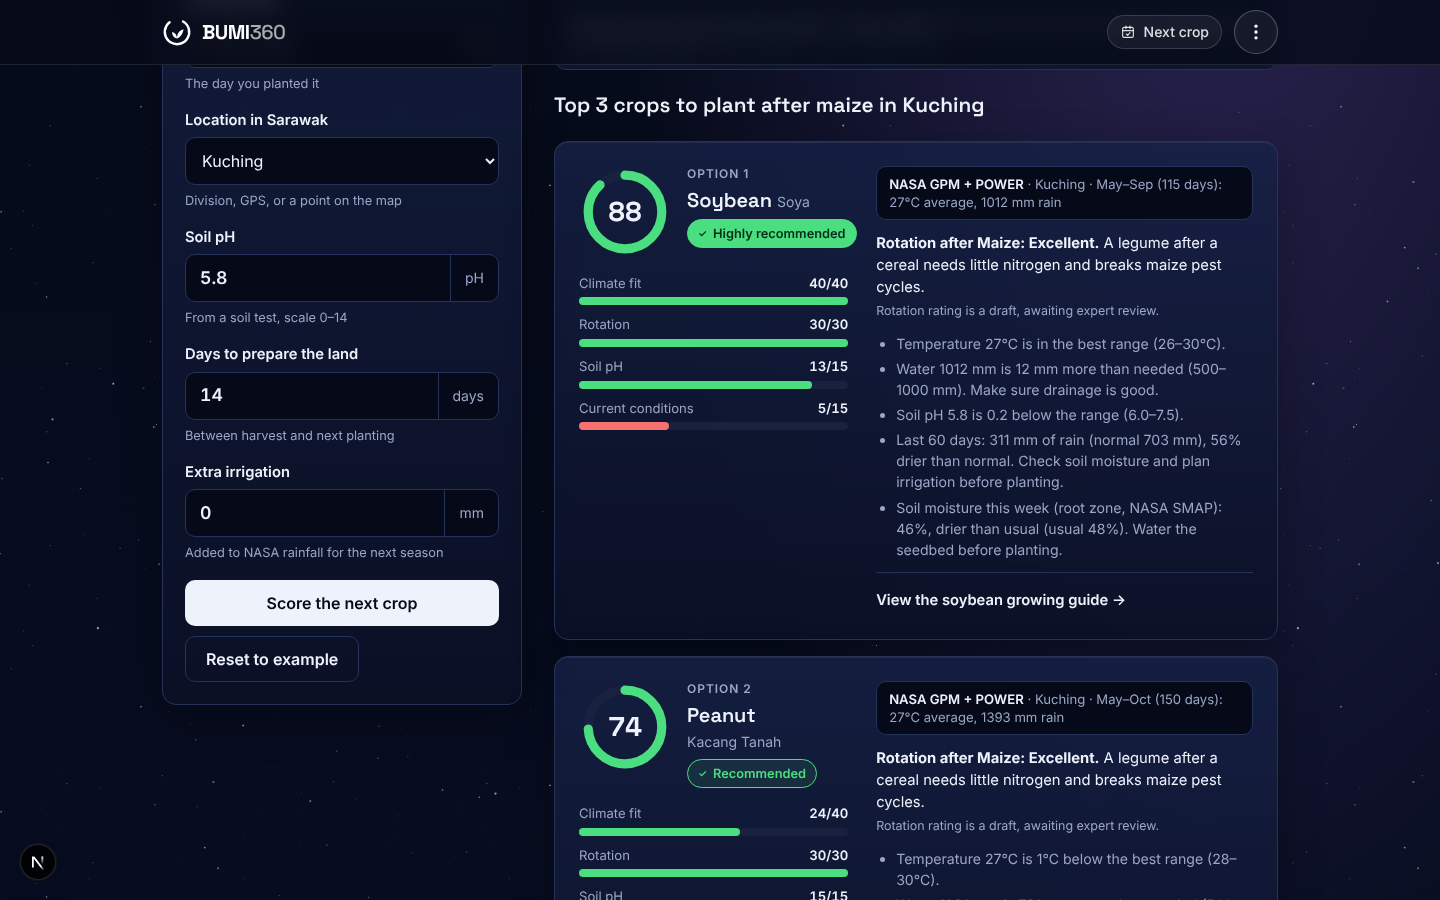 BUMI360
Next crop
The day you planted it
Location in Sarawak
Kuching
Division, GPS, or a point on the map
Soil pH
5.8
pH
From a soil test, scale 0–14
Days to prepare the land
14
days
Between harvest and next planting
Extra irrigation
0
mm
Added to NASA rainfall for the next season
Score the next crop
Reset to example
Top 3 crops to plant after maize in Kuching
88
OPTION 1
Soybean Soya
✓ Highly recommended
Climate fit 40/40
Rotation 30/30
Soil pH 13/15
Current conditions 5/15
NASA GPM + POWER · Kuching · May–Sep (115 days):
27°C average, 1012 mm rain
Rotation after Maize: Excellent. A legume after a
cereal needs little nitrogen and breaks maize pest
cycles.
Rotation rating is a draft, awaiting expert review.
• Temperature 27°C is in the best range (26–30°C).
• Water 1012 mm is 12 mm more than needed (500–
1000 mm). Make sure drainage is good.
• Soil pH 5.8 is 0.2 below the range (6.0–7.5).
• Last 60 days: 311 mm of rain (normal 703 mm), 56%
drier than normal. Check soil moisture and plan
irrigation before planting.
• Soil moisture this week (root zone, NASA SMAP):
46%, drier than usual (usual 48%). Water the
seedbed before planting.
View the soybean growing guide →
74
OPTION 2
Peanut
Kacang Tanah
✓ Recommended
Climate fit 24/40
Rotation 30/30
Soil pH 15/15
NASA GPM + POWER · Kuching · May–Oct (150 days):
27°C average, 1393 mm rain
Rotation after Maize: Excellent. A legume after a
cereal needs little nitrogen and breaks maize pest
cycles.
Rotation rating is a draft, awaiting expert review.
• Temperature 27°C is 1°C below the best range (28–
30°C).
N